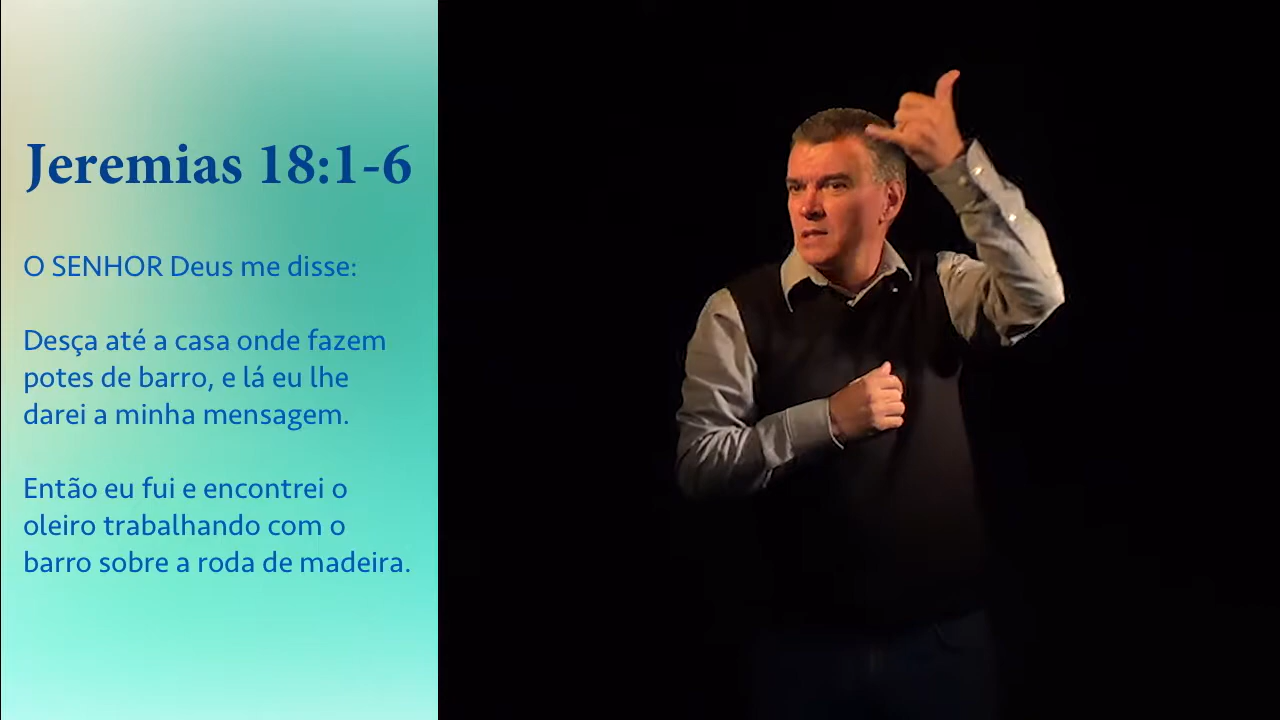 Jeremias 18:1-6
O SENHOR Deus me disse:
Desça até a casa onde fazem
potes de barro, e lá eu lhe
darei a minha mensagem.
Então eu fui e encontrei o
oleiro trabalhando com o
barro sobre a roda de madeira.